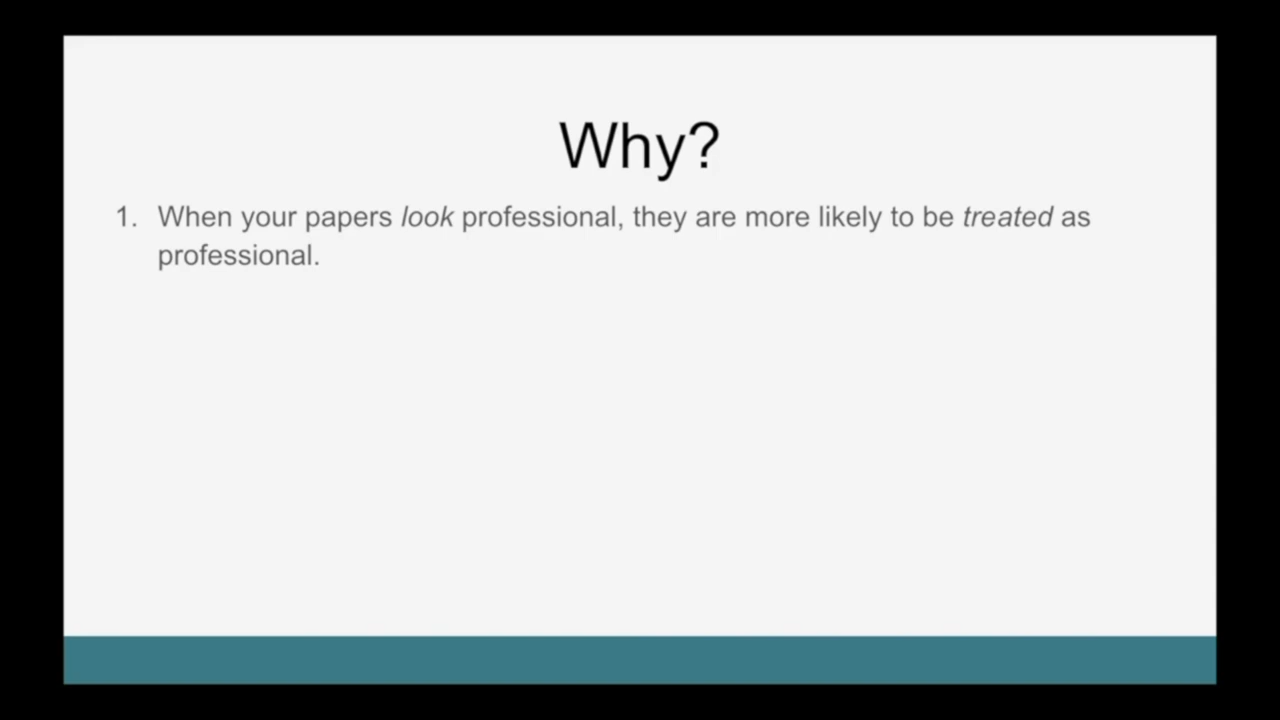 Why?
1. When your papers look professional, they are more likely to be treated as
professional.